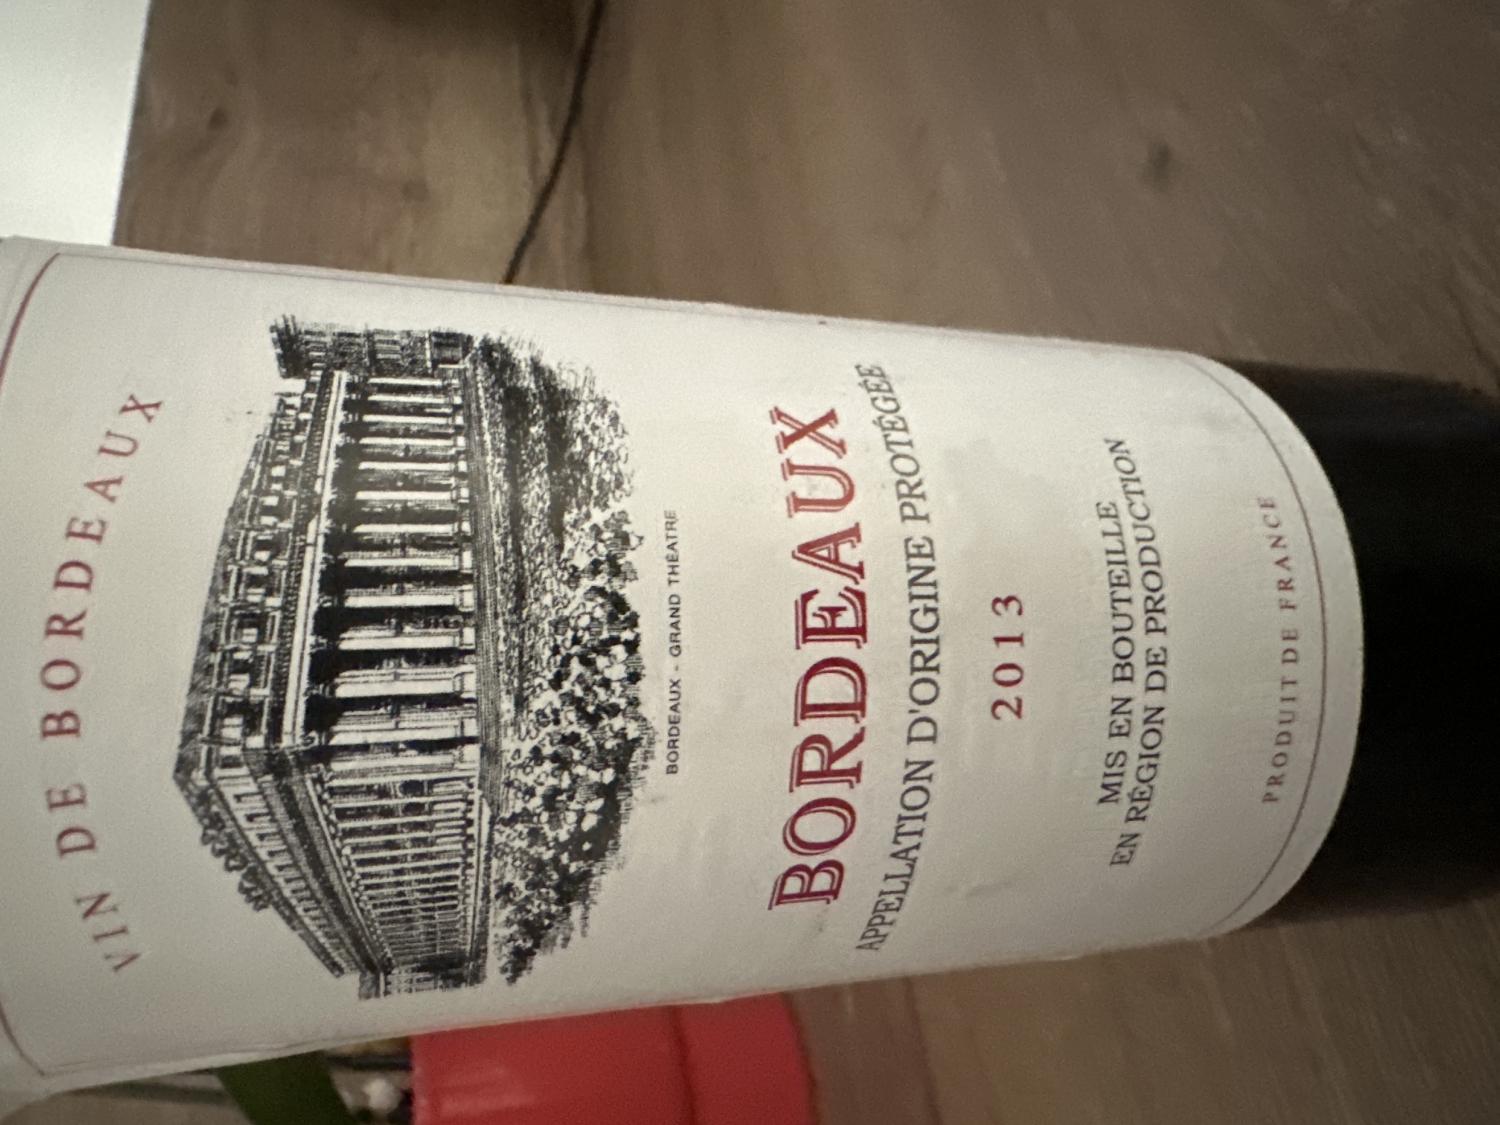 VIN DE BORDEAUX
BORDEAUX - GRAND THÉATRE
BORDEAUX
APPELLATION D'ORIGINE PROTÉGÉE
2013
MIS EN BOUTEILLE
EN RÉGION DE PRODUCTION
PRODUIT DE FRANCE